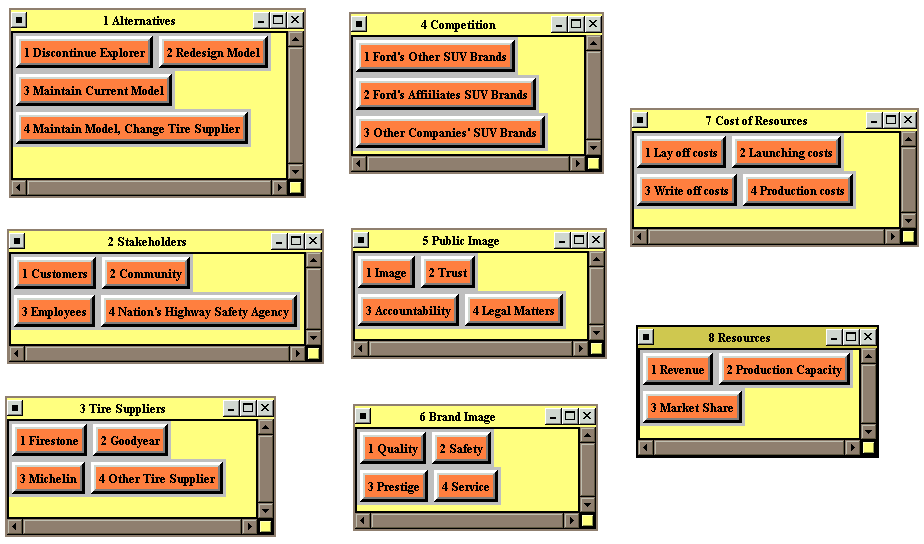 1 Alternatives
1 Discontinue Explorer
2 Redesign Model
3 Maintain Current Model
4 Maintain Model, Change Tire Supplier
2 Stakeholders
1 Customers
2 Community
3 Employees
4 Nation's Highway Safety Agency
3 Tire Suppliers
1 Firestone
2 Goodyear
3 Michelin
4 Other Tire Supplier
4 Competition
1 Ford's Other SUV Brands
2 Ford's Affiiliates SUV Brands
3 Other Companies' SUV Brands
5 Public Image
1 Image
2 Trust
3 Accountability
4 Legal Matters
6 Brand Image
1 Quality
2 Safety
3 Prestige
4 Service
7 Cost of Resources
1 Lay off costs
2 Launching costs
3 Write off costs
4 Production costs
8 Resources
1 Revenue
2 Production Capacity
3 Market Share